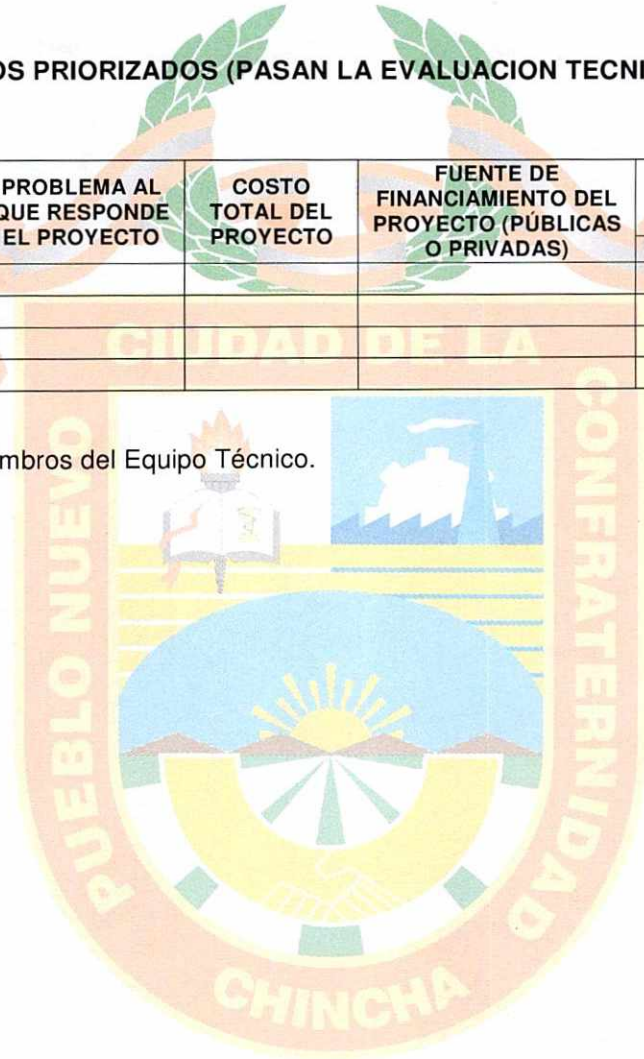 OS PRIORIZADOS (PASAN LA EVALUACION TECNI
PROBLEMA AL
QUE RESPONDE
EL PROYECTO
COSTO
TOTAL DEL
PROYECTO
FUENTE DE
FINANCIAMIENTO DEL
PROYECTO (PÚBLICAS
O PRIVADAS)
CIUDAD DE LA
mbros del Equipo Técnico.
PUEBLO NUEVO
CONFRATERNIDAD
CHINCHA